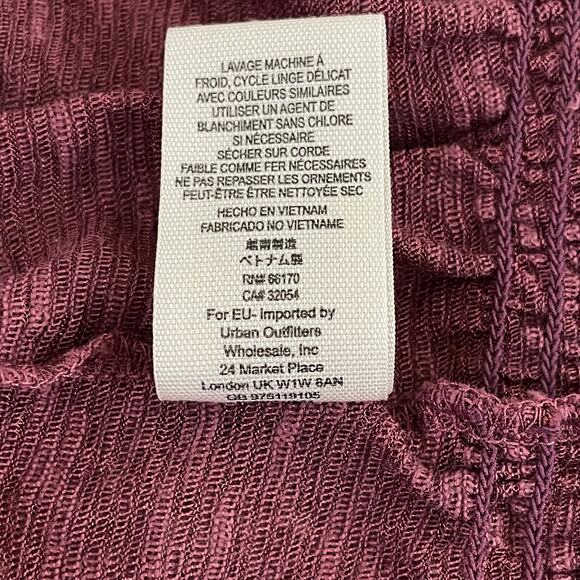 LAVAGE MACHINE À
FROID, CYCLE LINGE DÉLICAT
AVEC COULEURS SIMILAIRES
UTILISER UN AGENT DE
BLANCHIMENT SANS CHLORE
SI NÉCESSAIRE
SÉCHER SUR CORDE
FAIBLE COMME FER NÉCESSAIRES
NE PAS REPASSER LES ORNEMENTS
PEUT-ÊTRE ÊTRE NETTOYÉE SEC
HECHO EN VIETNAM
FABRICADO NO VIETNAME
越南制造
ベトナム製
RN# 66170
CA# 32054
For EU- imported by
Urban Outfitters
Wholesale, Inc
24 Market Place
London UK W1W 8AN
GB 975119105